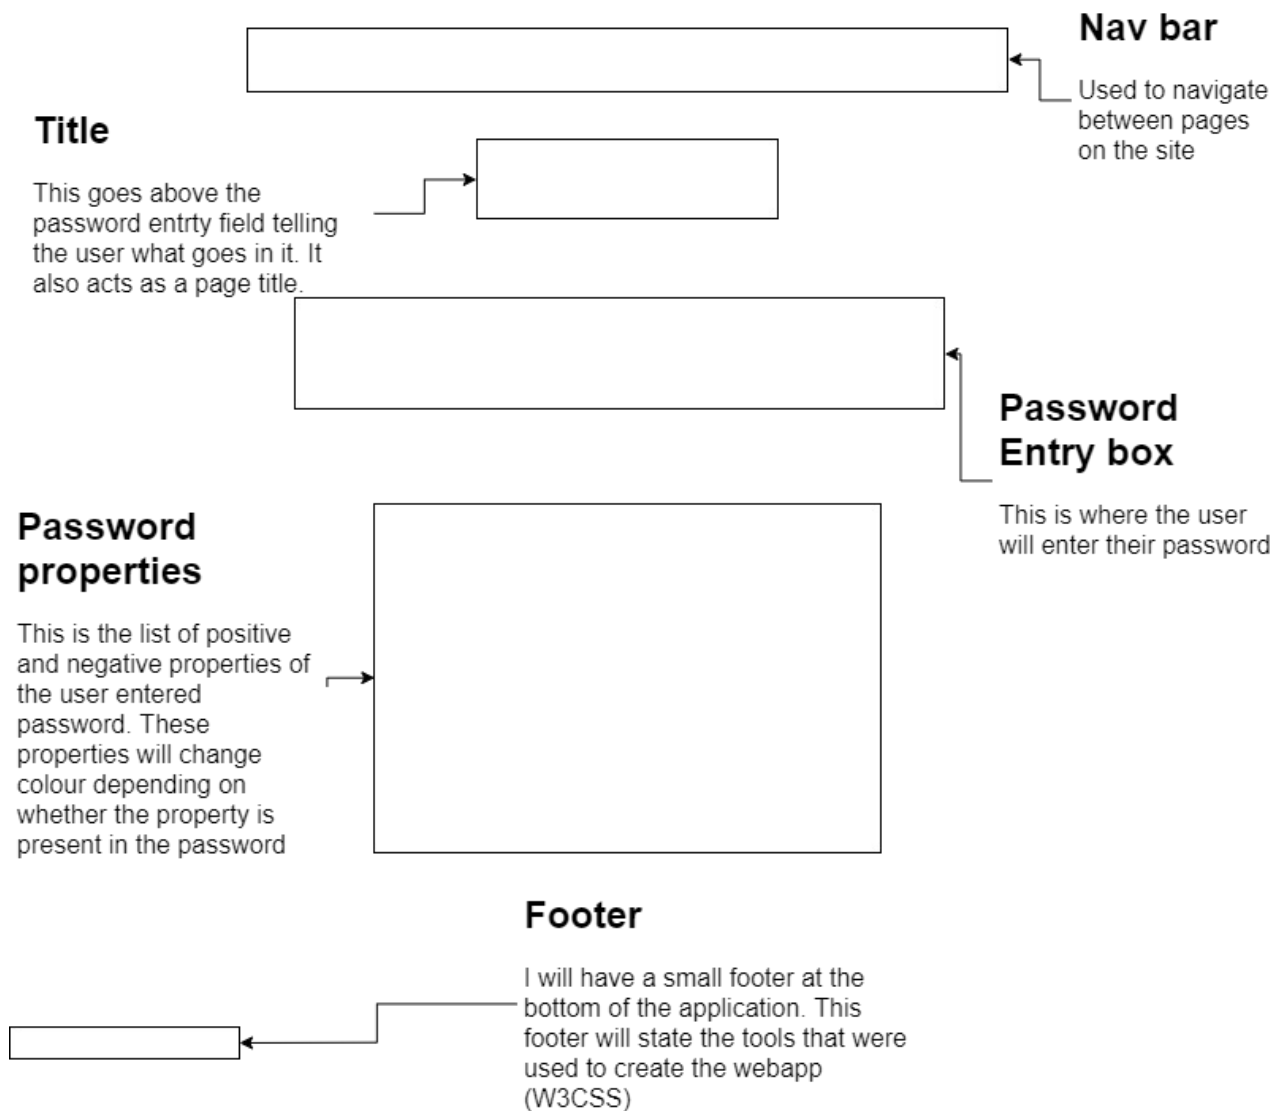 Nav bar
Used to navigate
between pages
on the site
Title
This goes above the
password entrty field telling
the user what goes in it. It
also acts as a page title.
Password
Entry box
This is where the user
will enter their password
Password
properties
This is the list of positive
and negative properties of
the user entered
password. These
properties will change
colour depending on
whether the property is
present in the password
Footer
I will have a small footer at the
bottom of the application. This
footer will state the tools that were
used to create the webapp
(W3CSS)